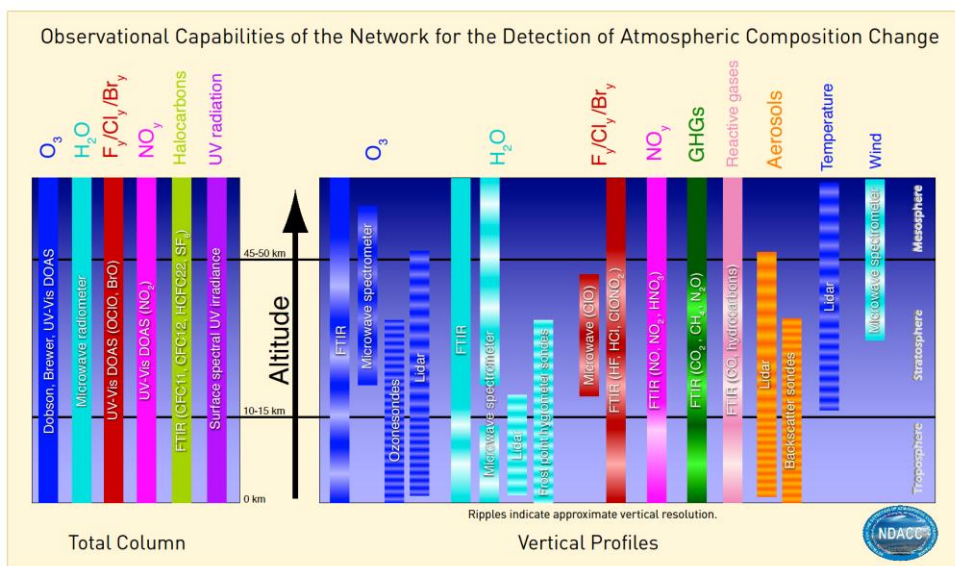 Observational Capabilities of the Network for the Detection of Atmospheric Composition Change
O₃
H₂O
Fy/Cly/Bry
NOy
Halocarbons
UV radiation
O₃
H₂O
Fy/Cly/Bry
NOy
GHGs
Reactive gases
Aerosols
Temperature
Wind
Dobson, Brewer, UV-Vis DOAS
Microwave radiometer
UV-Vis DOAS (OClO, BrO)
UV-Vis DOAS (NO₂)
FTIR (CFC11, CFC12, HCFC22, SF₆)
Surface spectral UV irradiance
45-50 km
10-15 km
0 km
Altitude
FTIR
Microwave spectrometer
Ozonesondes
Lidar
FTIR
Microwave spectrometer
Lidar
Frost point hygrometer sondes
Microwave (ClO)
FTIR (HF, HCl, ClONO₂)
FTIR (NO, NO₂, HNO₃)
FTIR (CO₂, CH₄, N₂O)
FTIR (CO, hydrocarbons)
Lidar
Backscatter sondes
Lidar
Microwave spectrometer
Mesosphere
Stratosphere
Troposphere
Ripples indicate approximate vertical resolution.
Total Column
Vertical Profiles
NDACC